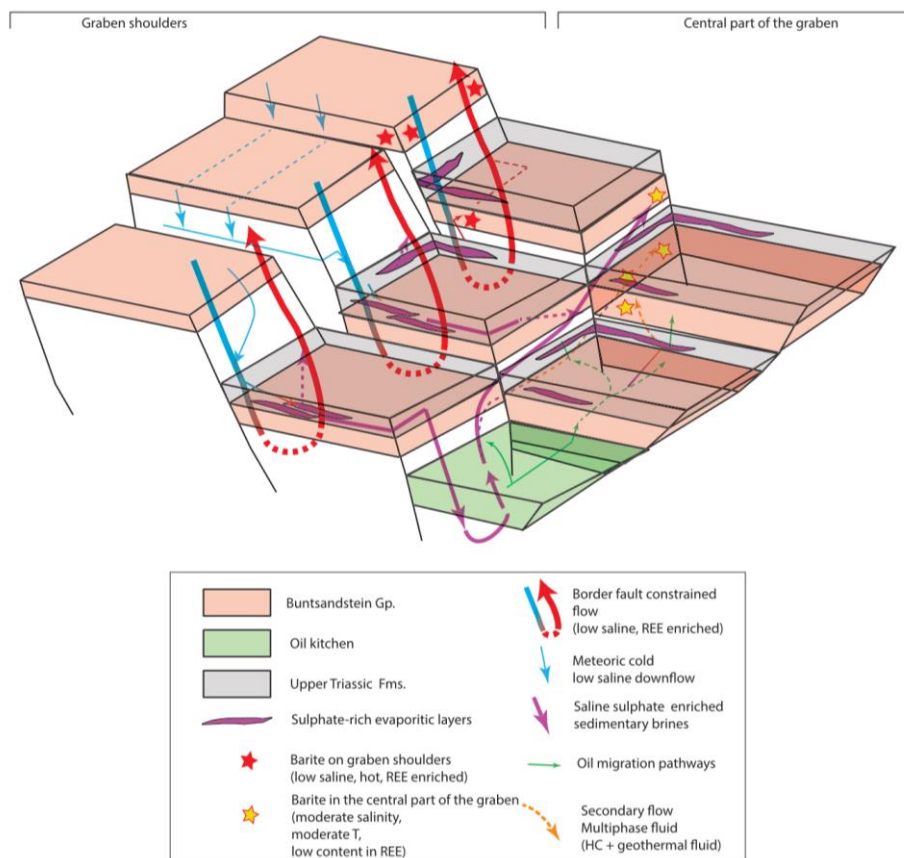 Graben shoulders
Central part of the graben
Buntsandstein Gp.
Oil kitchen
Upper Triassic Fms.
Sulphate-rich evaporitic layers
Barite on graben shoulders
(low saline, hot, REE enriched)
Barite in the central part of the graben
(moderate salinity,
moderate T,
low content in REE)
Border fault constrained
flow
(low saline, REE enriched)
Meteoric cold
low saline downflow
Saline sulphate enriched
sedimentary brines
Oil migration pathways
Secondary flow
Multiphase fluid
(HC + geothermal fluid)